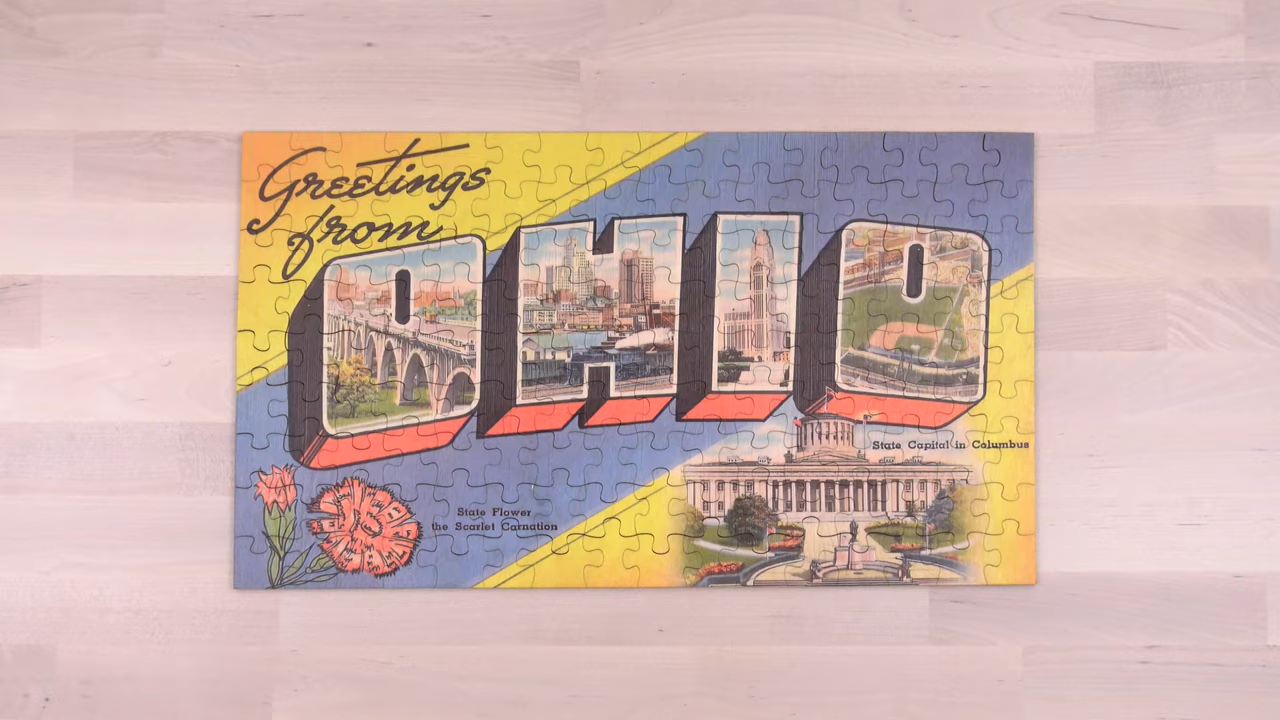 Greetings
from
OHIO
State Capital in Columbus
State Flower
the Scarlet Carnation